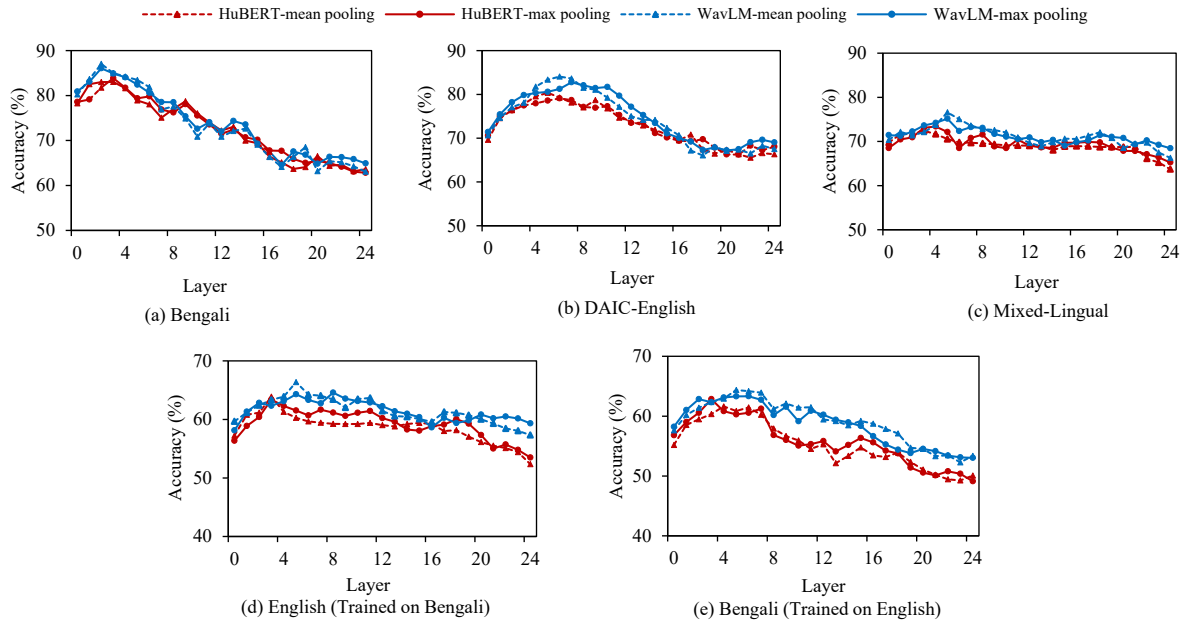 HuBERT-mean pooling HuBERT-max pooling WavLM-mean pooling WavLM-max pooling
Accuracy (%)
90
80
70
60
50
0 4 8 12 16 20 24
Layer
(a) Bengali
Accuracy (%)
90
80
70
60
50
0 4 8 12 16 20 24
Layer
(b) DAIC-English
Accuracy (%)
90
80
70
60
50
0 4 8 12 16 20 24
Layer
(c) Mixed-Lingual
Accuracy (%)
70
60
50
40
0 4 8 12 16 20 24
Layer
(d) English (Trained on Bengali)
Accuracy (%)
70
60
50
40
0 4 8 12 16 20 24
Layer
(e) Bengali (Trained on English)